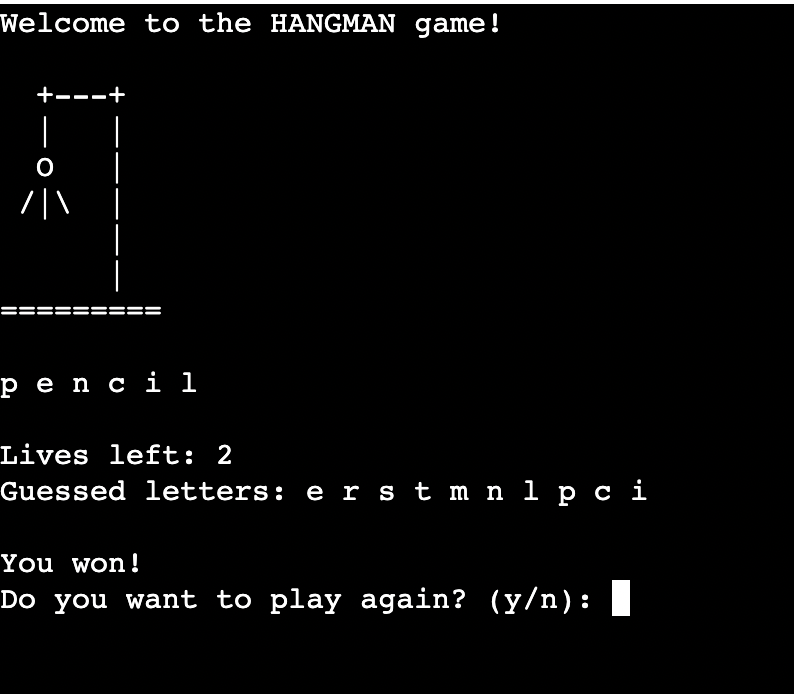 Welcome to the HANGMAN game!
  +---+
  |   |
  O   |
 /|\  |
      |
      |
=========
p e n c i l
Lives left: 2
Guessed letters: e r s t m n l p c i
You won!
Do you want to play again? (y/n):